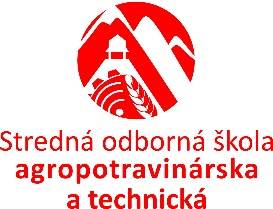 Stredná odborná škola
agropotravinárska
a technická